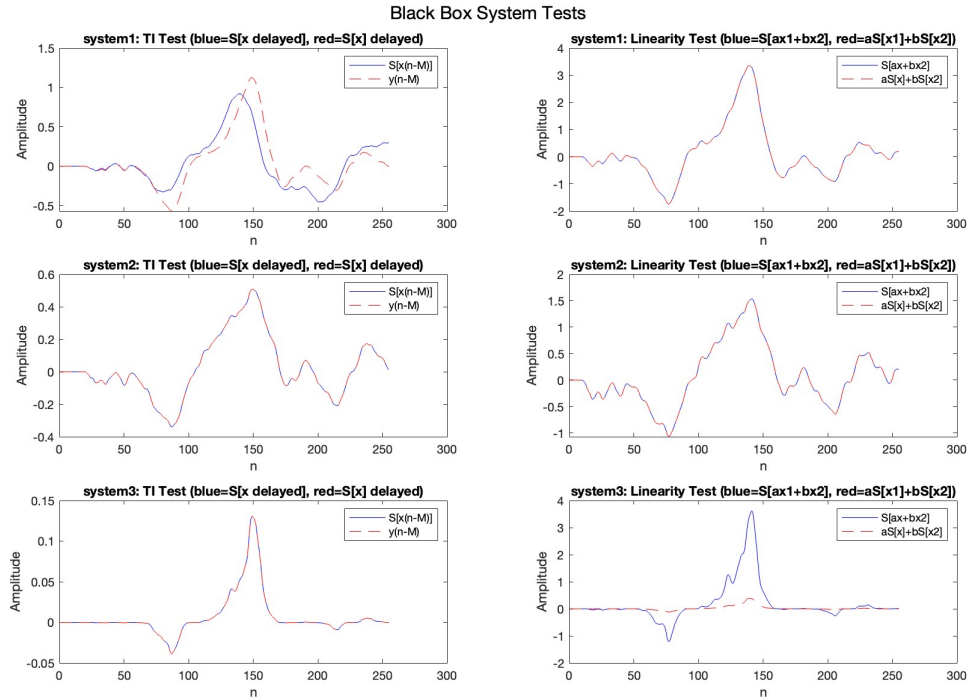 Black Box System Tests
system1: TI Test (blue=S[x delayed], red=S[x] delayed)
1.5
1
0.5
0
-0.5
Amplitude
S[x(n-M)]
y(n-M)
0 50 100 150 200 250 300
n
system1: Linearity Test (blue=S[ax1+bx2], red=aS[x1]+bS[x2])
4
3
2
1
0
-1
-2
Amplitude
S[ax+bx2]
aS[x]+bS[x2]
0 50 100 150 200 250 300
n
system2: TI Test (blue=S[x delayed], red=S[x] delayed)
0.6
0.4
0.2
0
-0.2
-0.4
Amplitude
S[x(n-M)]
y(n-M)
0 50 100 150 200 250 300
n
system2: Linearity Test (blue=S[ax1+bx2], red=aS[x1]+bS[x2])
2
1.5
1
0.5
0
-0.5
-1
Amplitude
S[ax+bx2]
aS[x]+bS[x2]
0 50 100 150 200 250 300
n
system3: TI Test (blue=S[x delayed], red=S[x] delayed)
0.15
0.1
0.05
0
-0.05
Amplitude
S[x(n-M)]
y(n-M)
0 50 100 150 200 250 300
n
system3: Linearity Test (blue=S[ax1+bx2], red=aS[x1]+bS[x2])
4
3
2
1
0
-1
-2
Amplitude
S[ax+bx2]
aS[x]+bS[x2]
0 50 100 150 200 250 300
n